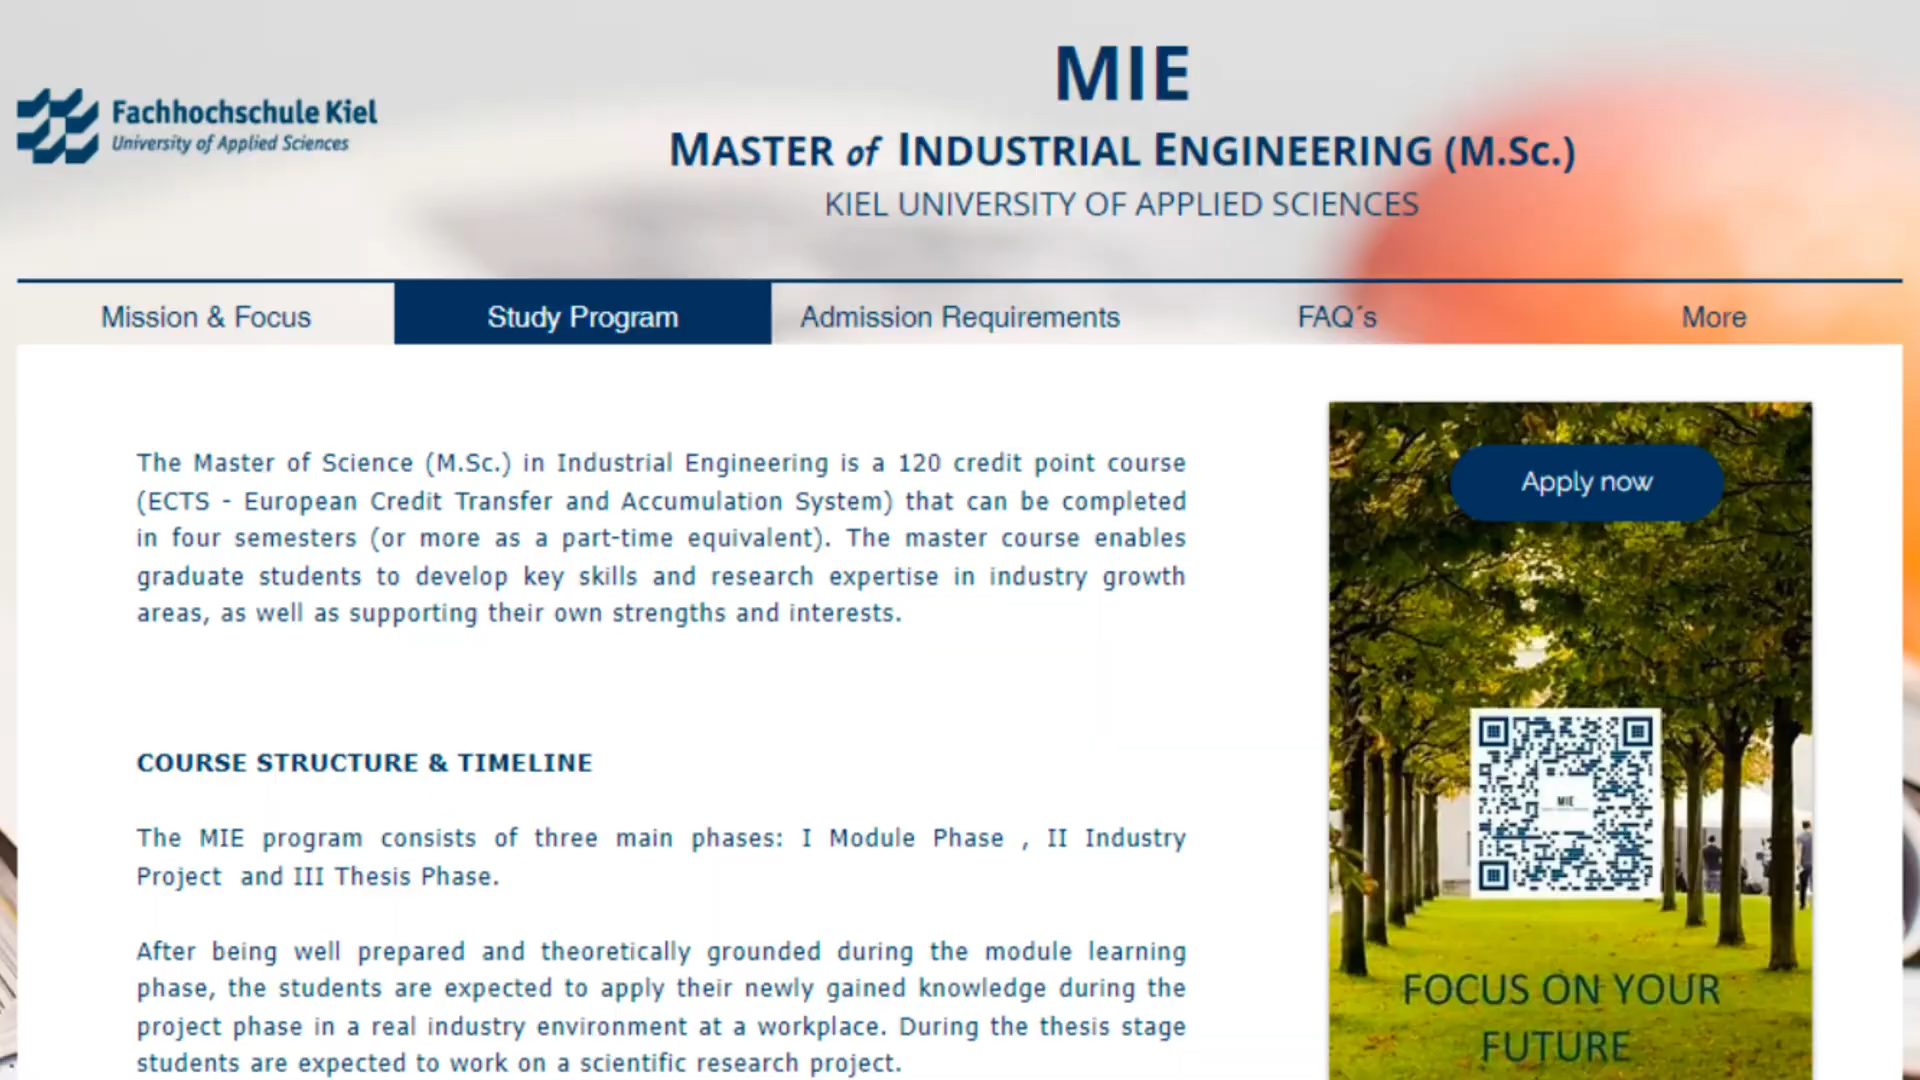 Fachhochschule Kiel
University of Applied Sciences
MIE
MASTER of INDUSTRIAL ENGINEERING (M.Sc.)
KIEL UNIVERSITY OF APPLIED SCIENCES
Mission & Focus
Study Program
Admission Requirements
FAQ´s
More
The Master of Science (M.Sc.) in Industrial Engineering is a 120 credit point course
(ECTS - European Credit Transfer and Accumulation System) that can be completed
in four semesters (or more as a part-time equivalent). The master course enables
graduate students to develop key skills and research expertise in industry growth
areas, as well as supporting their own strengths and interests.
COURSE STRUCTURE & TIMELINE
The MIE program consists of three main phases: I Module Phase , II Industry
Project and III Thesis Phase.
After being well prepared and theoretically grounded during the module learning
phase, the students are expected to apply their newly gained knowledge during the
project phase in a real industry environment at a workplace. During the thesis stage
students are expected to work on a scientific research project.
Apply now
MIE
FOCUS ON YOUR
FUTURE